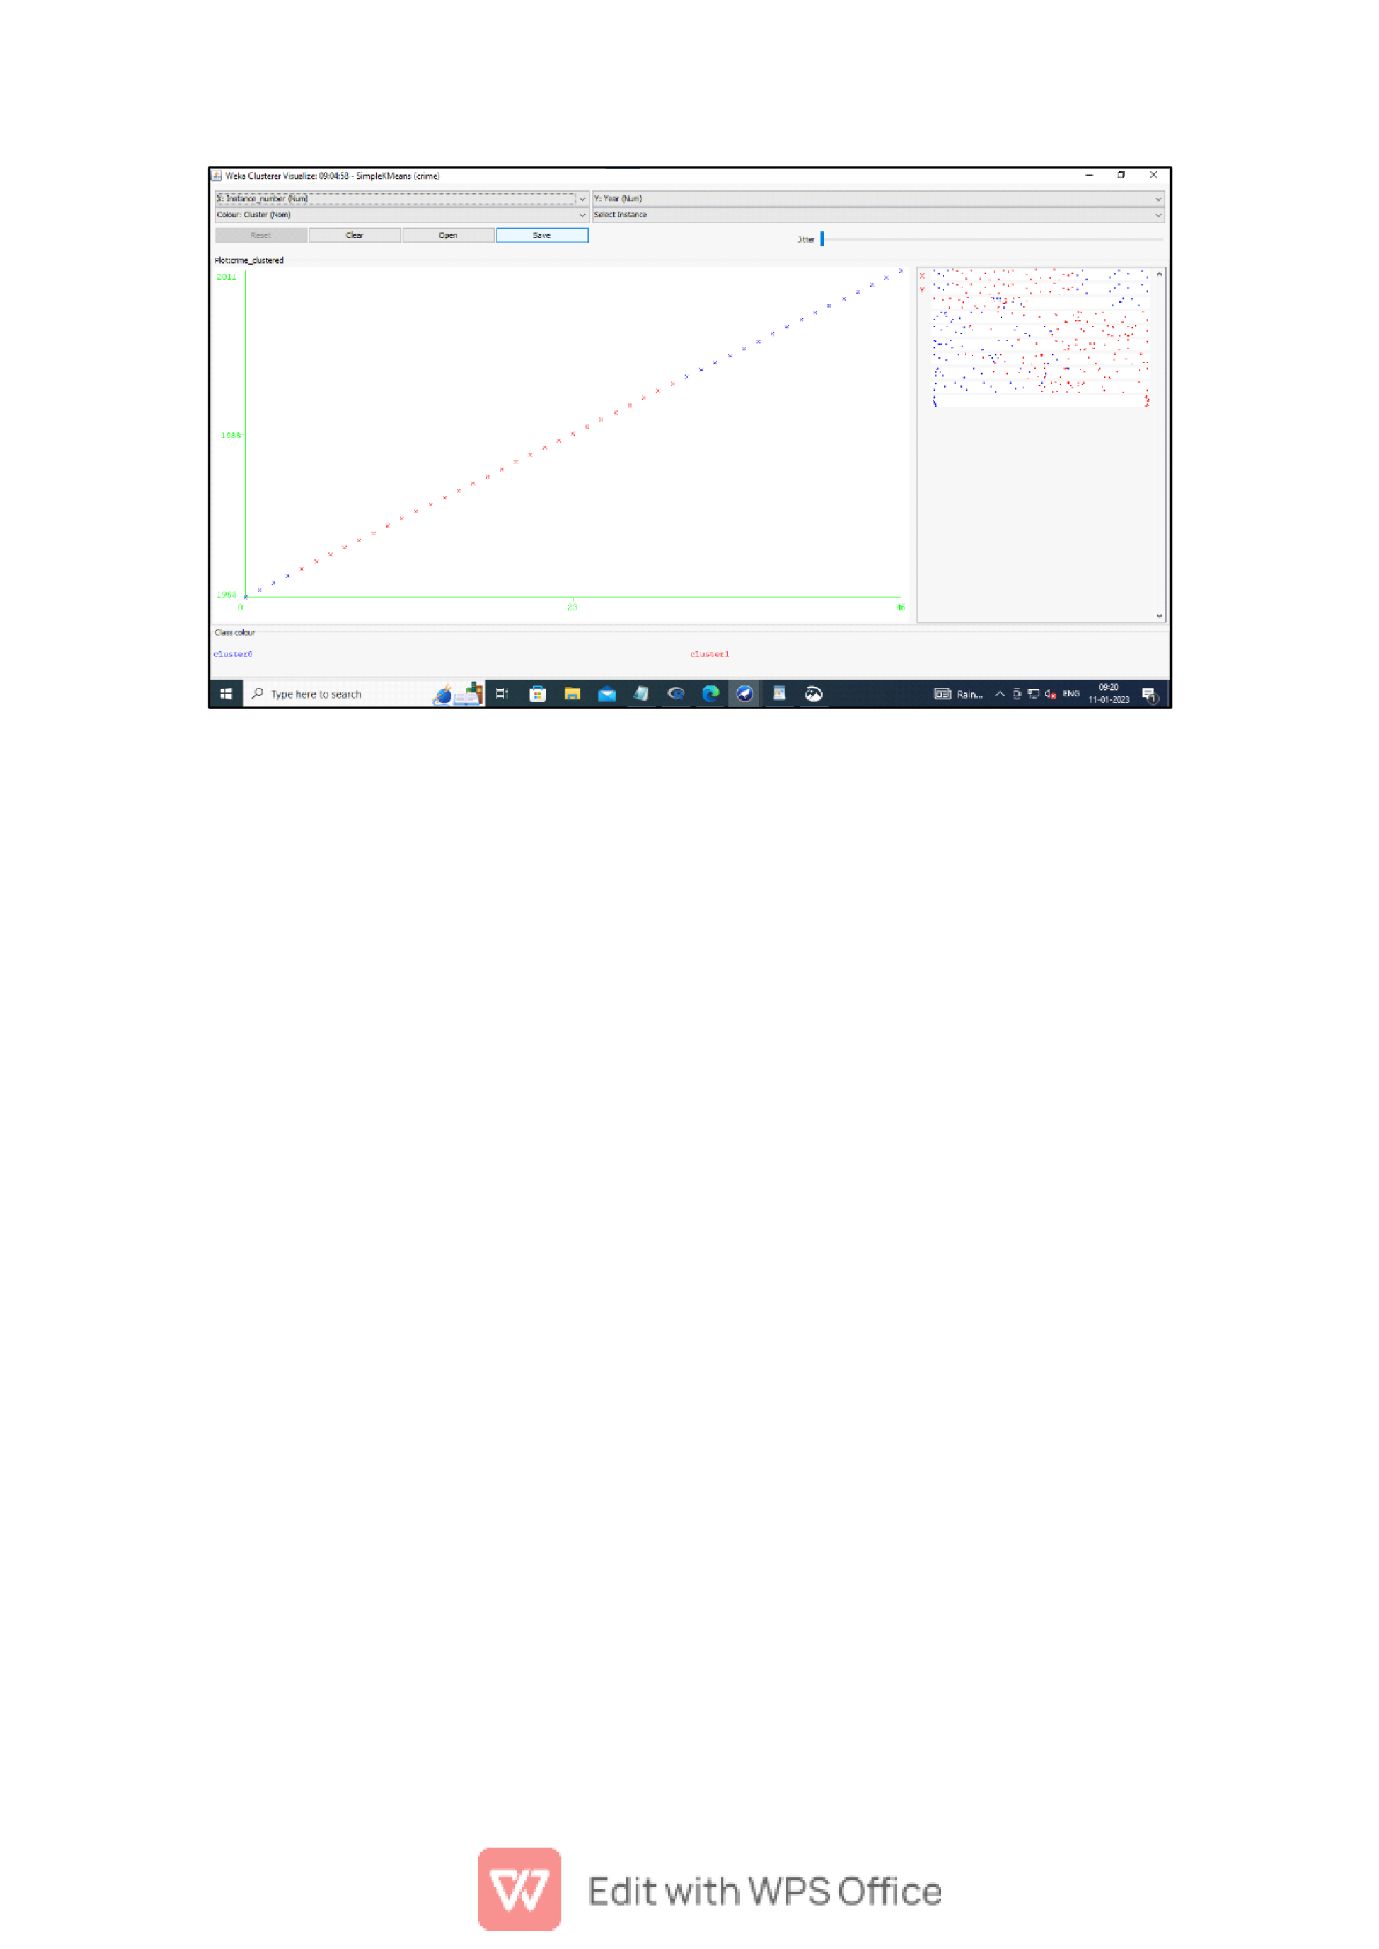 Weka Clusterer Visualize: 09:04:58 - SimpleKMeans (crime)
X: Instance_number (Num)
Y: Year (Num)
Colour: Cluster (Nom)
Select Instance
Reset
Clear
Open
Save
Jitter
Plot:crime_clustered
2011
X
Y
0
23
46
Class colour
cluster0
cluster1
Type here to search
Rain...
ENG
09:20
11-01-2023
Edit with WPS Office